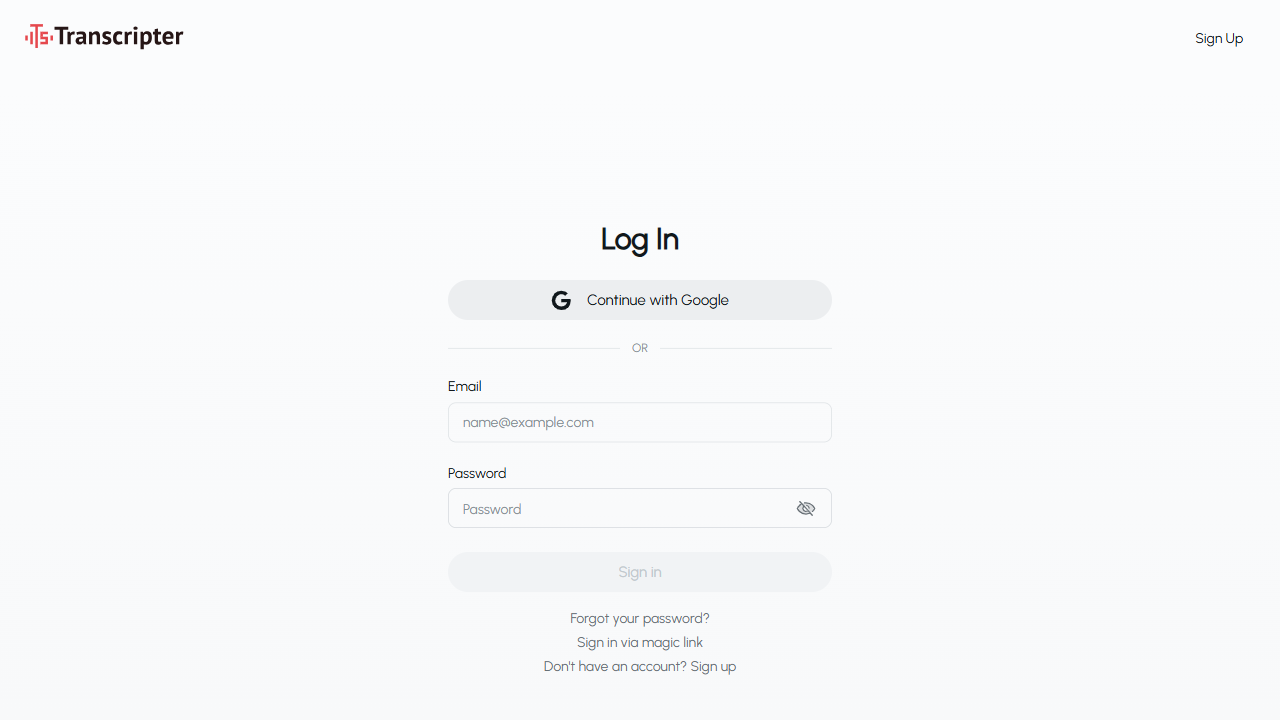 Transcripter
Sign Up
Log In
Continue with Google
OR
Email
name@example.com
Password
Password
Sign in
Forgot your password?
Sign in via magic link
Don't have an account? Sign up